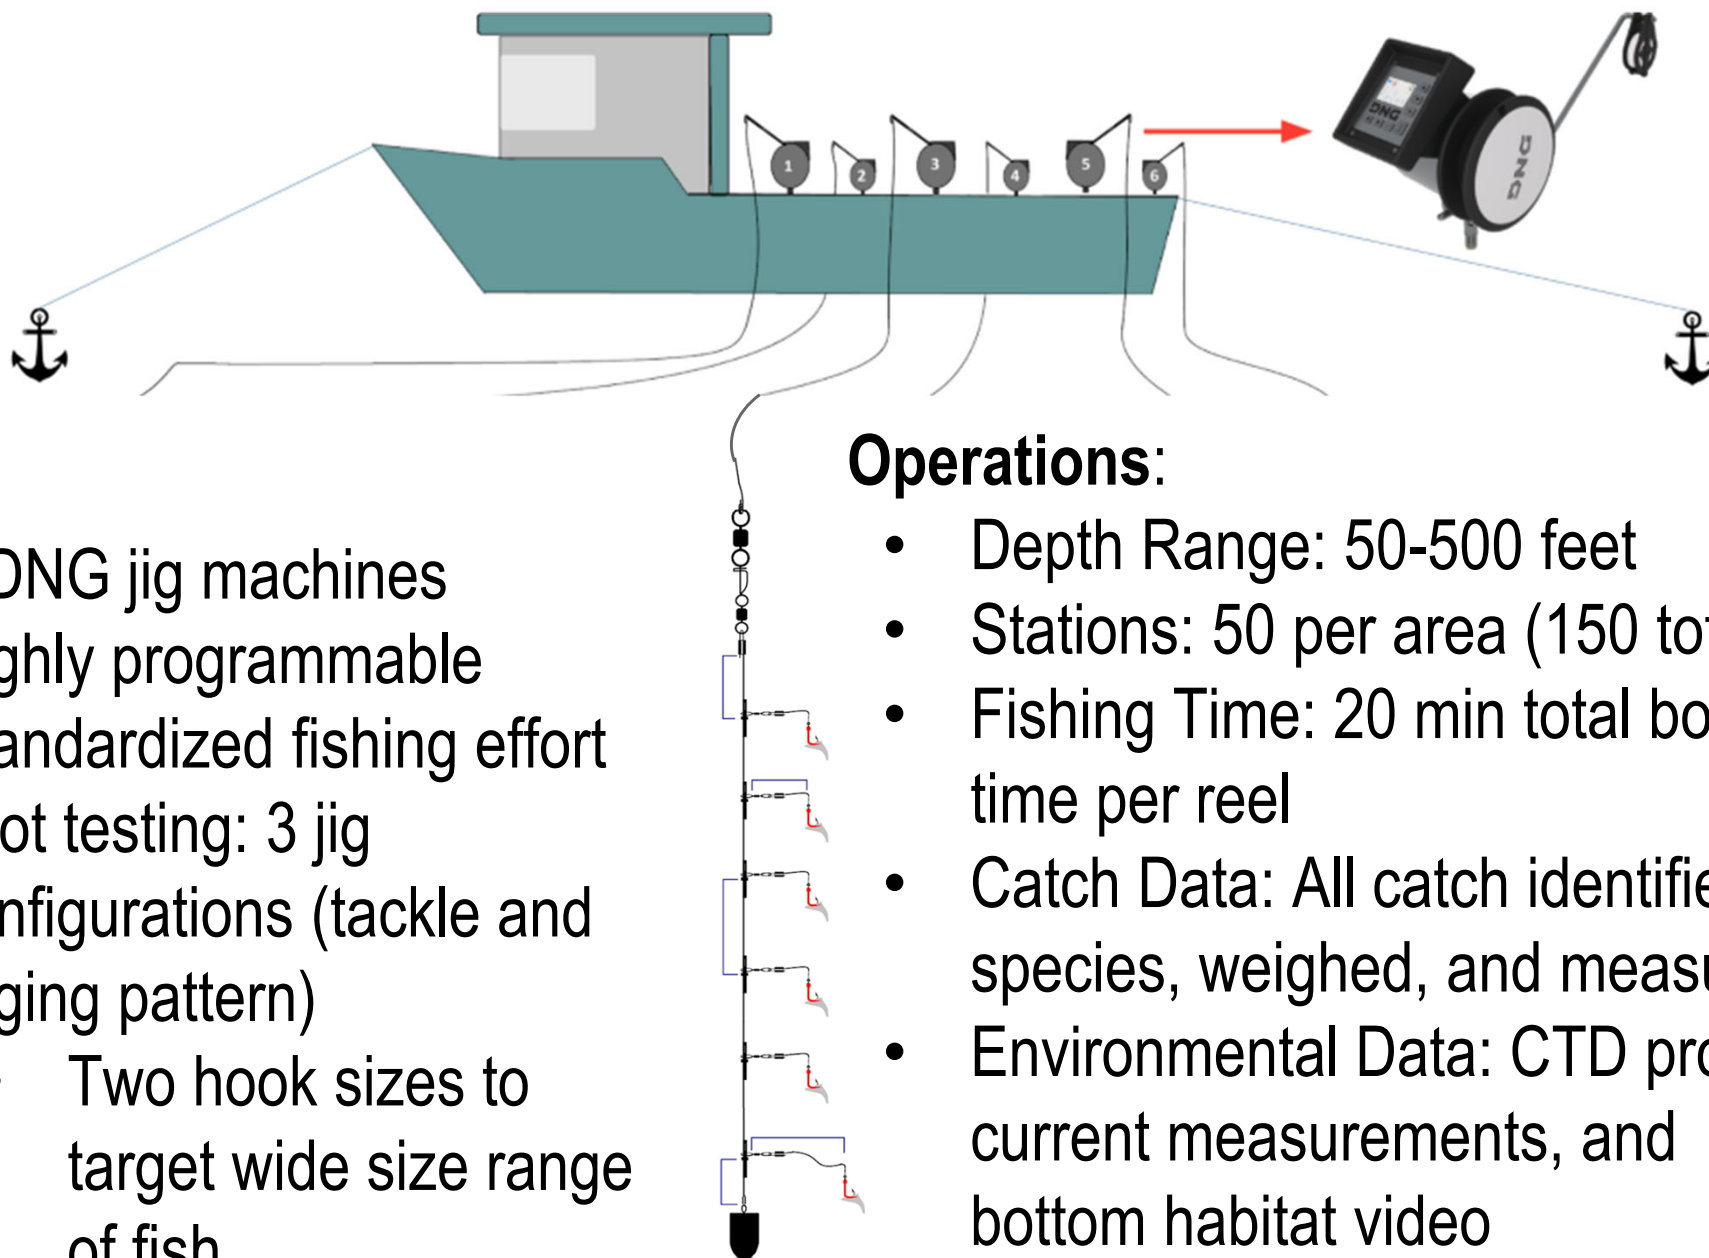 1
2
3
4
5
6
DNG
DNG
DNG jig machines
ghly programmable
andardized fishing effort
ot testing: 3 jig
nfigurations (tackle and
ging pattern)
• Two hook sizes to
target wide size range
of fish
Operations:
• Depth Range: 50-500 feet
• Stations: 50 per area (150 tot
• Fishing Time: 20 min total bo
time per reel
• Catch Data: All catch identifie
species, weighed, and measu
• Environmental Data: CTD pro
current measurements, and
bottom habitat video